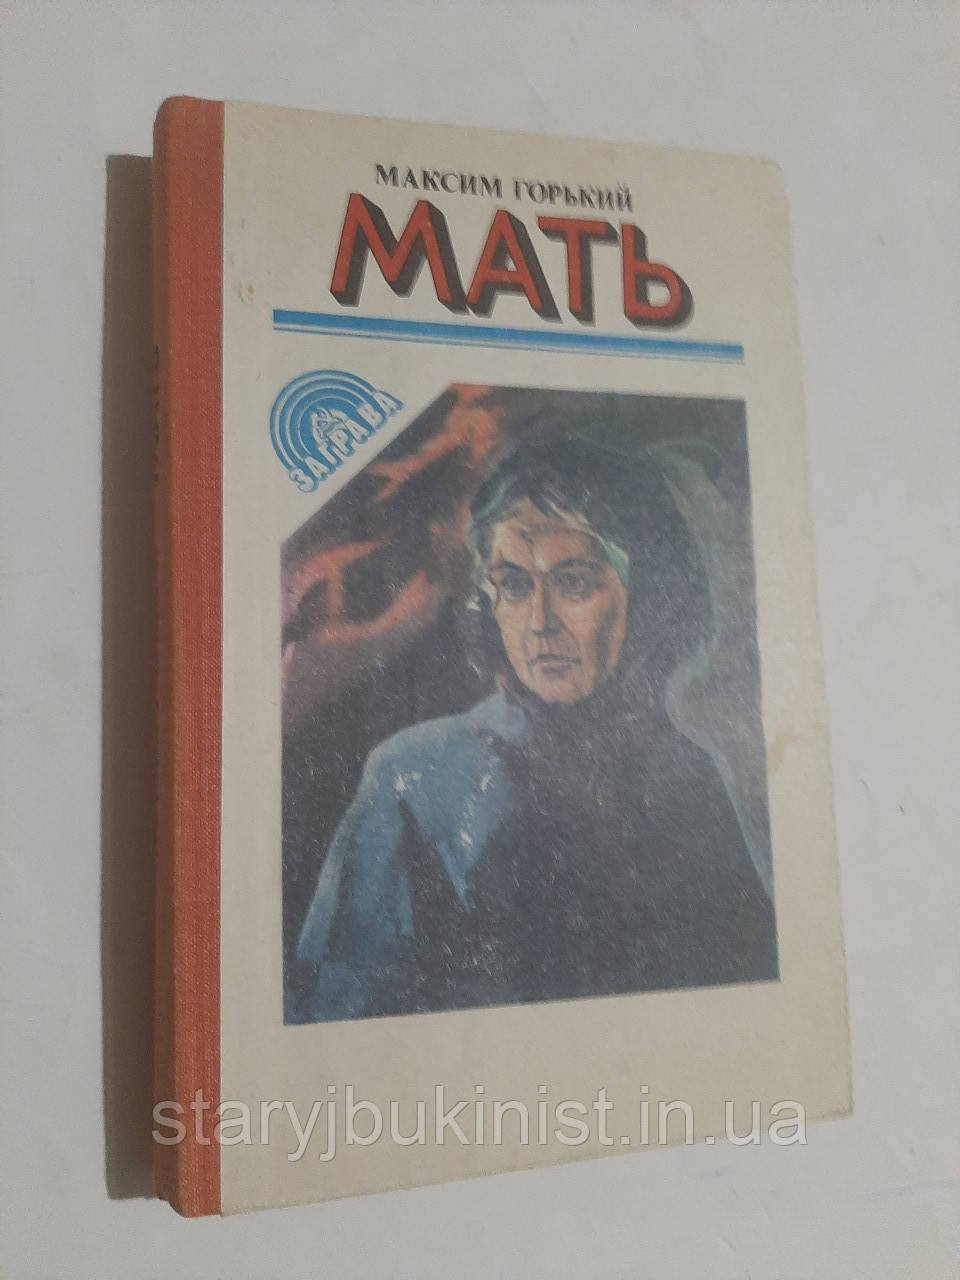 МАКСИМ ГОРЬКИЙ
МАТЬ
ЗАГРАВА
staryjbukinist.in.ua